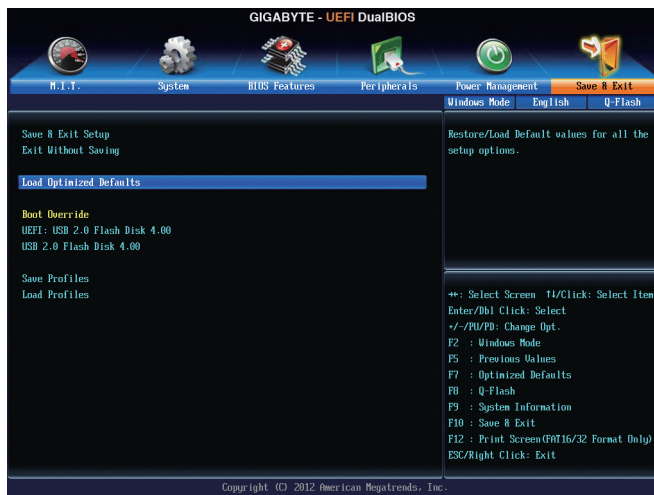 GIGABYTE - UEFI DualBIOS
M.I.T.
System
BIOS Features
Peripherals
Power Management
Save & Exit
Windows Mode
English
Q-Flash
Save & Exit Setup
Exit Without Saving
Load Optimized Defaults
Boot Override
UEFI: USB 2.0 Flash Disk 4.00
USB 2.0 Flash Disk 4.00
Save Profiles
Load Profiles
Restore/Load Default values for all the
setup options.
→←: Select Screen ↑↓/Click: Select Item
Enter/Dbl Click: Select
+/-/PU/PD: Change Opt.
F2 : Windows Mode
F5 : Previous Values
F7 : Optimized Defaults
F8 : Q-Flash
F9 : System Information
F10 : Save & Exit
F12 : Print Screen(FAT16/32 Format Only)
ESC/Right Click: Exit
Copyright (C) 2012 American Megatrends, Inc.